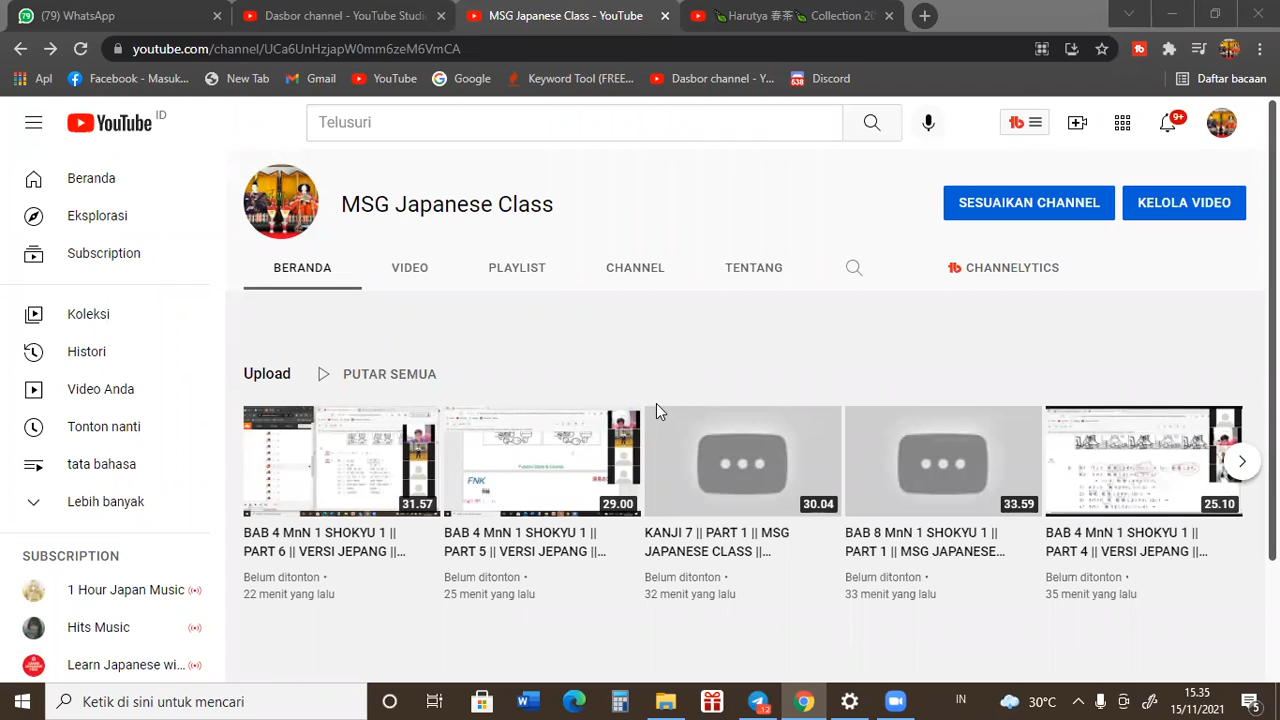 (79) WhatsApp
Dasbor channel - YouTube Studi
MSG Japanese Class - YouTube
Harutya 春茶 Collection 20
youtube.com/channel/UCa6UnHzjapW0mm6zeM6VmCA
Apl
Facebook - Masuk...
New Tab
Gmail
YouTube
Google
Keyword Tool (FREE...
Dasbor channel - Y...
Discord
Daftar bacaan
YouTube ID
Telusuri
9+
Beranda
Eksplorasi
Subscription
Koleksi
Histori
Video Anda
Tonton nanti
tata bahasa
Lebih banyak
SUBSCRIPTION
1 Hour Japan Music
Hits Music
Learn Japanese wi...
MSG Japanese Class
SESUAIKAN CHANNEL
KELOLA VIDEO
BERANDA
VIDEO
PLAYLIST
CHANNEL
TENTANG
CHANNELYTICS
Upload
PUTAR SEMUA
31.57
BAB 4 MnN 1 SHOKYU 1 ||
PART 6 || VERSI JEPANG ||...
Belum ditonton •
22 menit yang lalu
FNK
29.00
BAB 4 MnN 1 SHOKYU 1 ||
PART 5 || VERSI JEPANG ||...
Belum ditonton •
25 menit yang lalu
30.04
KANJI 7 || PART 1 || MSG
JAPANESE CLASS ||...
Belum ditonton •
32 menit yang lalu
33.59
BAB 8 MnN 1 SHOKYU 1 ||
PART 1 || MSG JAPANESE...
Belum ditonton •
33 menit yang lalu
25.10
BAB 4 MnN 1 SHOKYU 1 ||
PART 4 || VERSI JEPANG ||...
Belum ditonton •
35 menit yang lalu
Ketik di sini untuk mencari
IN
30°C
15.35
15/11/2021
5